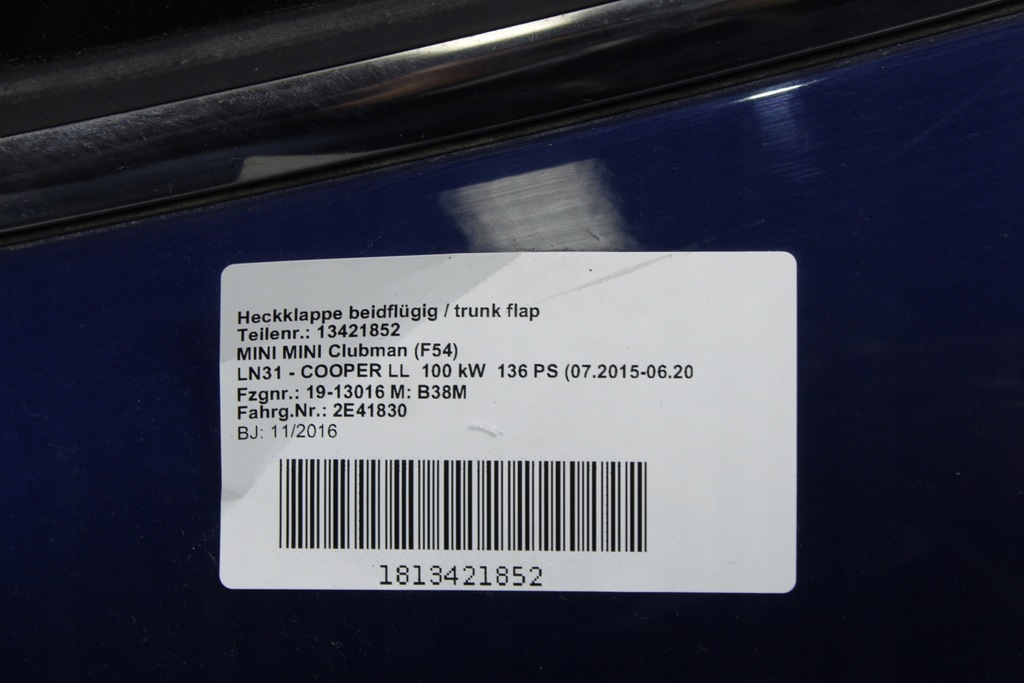 Heckklappe beidflügig / trunk flap
Teilenr.: 13421852
MINI MINI Clubman (F54)
LN31 - COOPER LL 100 kW 136 PS (07.2015-06.20
Fzgnr.: 19-13016 M: B38M
Fahrg.Nr.: 2E41830
BJ: 11/2016
1813421852